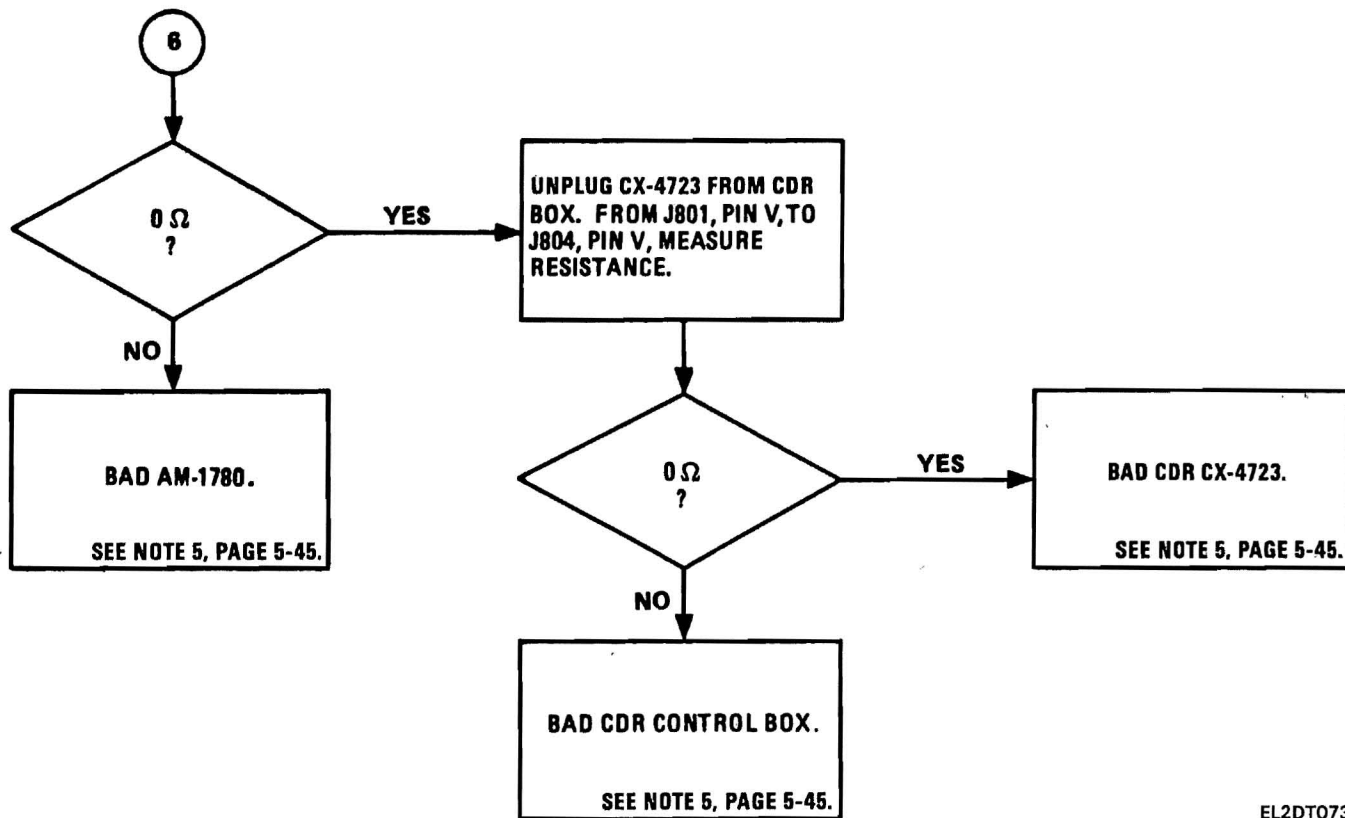 6
0 Ω
?
YES
UNPLUG CX-4723 FROM CDR
BOX. FROM J801, PIN V, TO
J804, PIN V, MEASURE
RESISTANCE.
NO
BAD AM-1780.
SEE NOTE 5, PAGE 5-45.
0 Ω
?
YES
BAD CDR CX-4723.
SEE NOTE 5, PAGE 5-45.
NO
BAD CDR CONTROL BOX.
SEE NOTE 5, PAGE 5-45.
EL2DT073